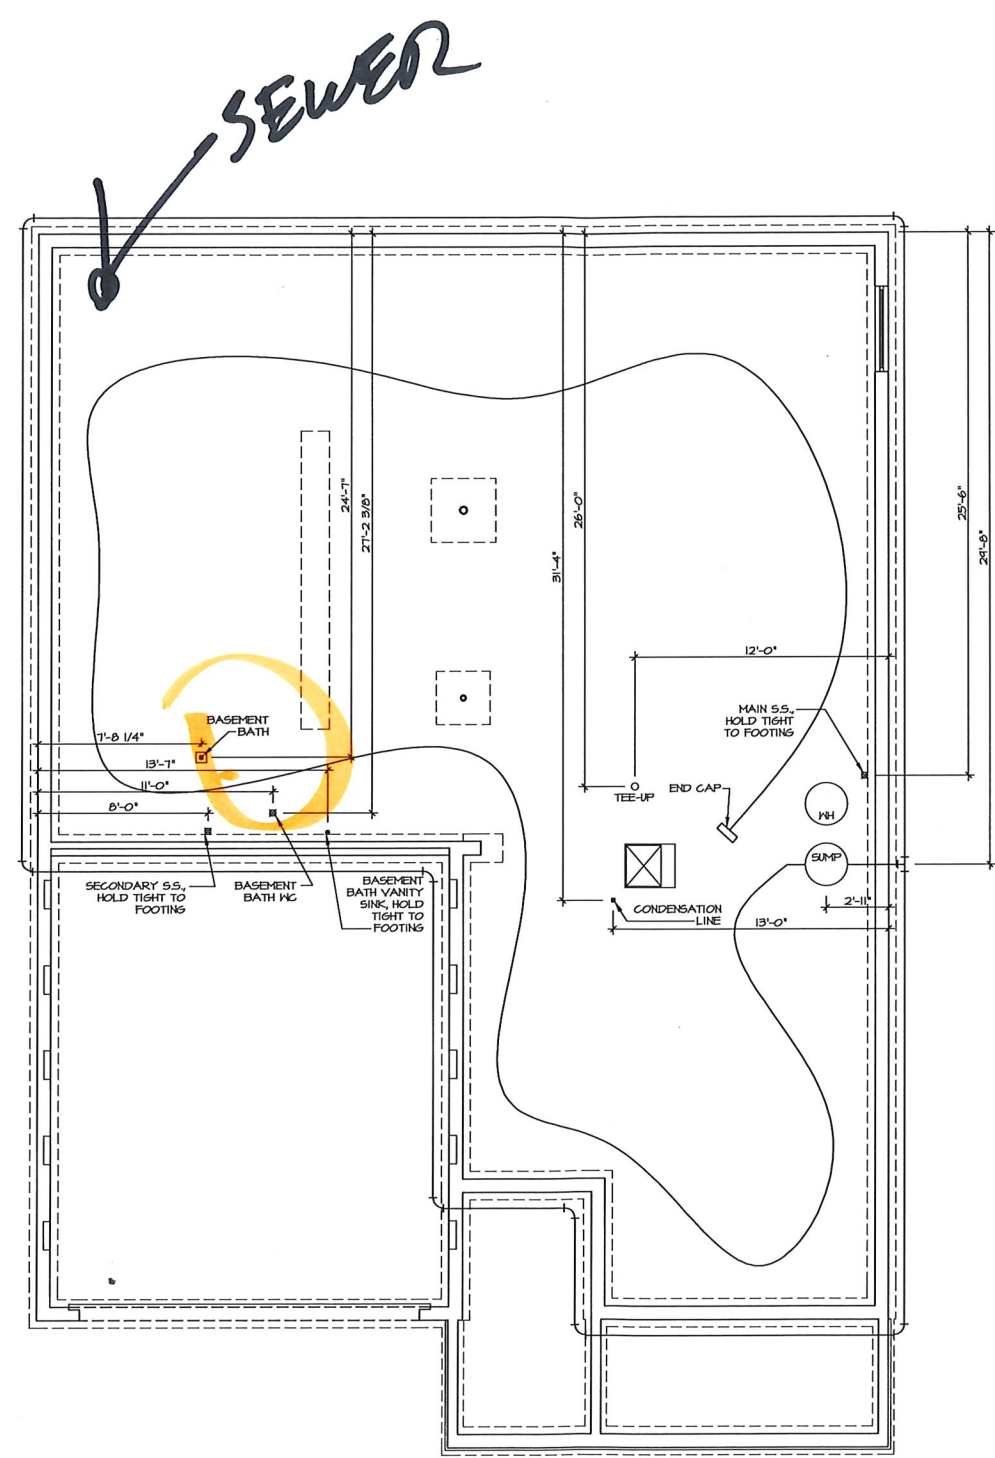 SEWER
24'-7"
27'-2 3/8"
31'-4"
26'-0"
25'-6"
29'-8"
12'-0"
MAIN S.S.,
HOLD TIGHT
TO FOOTING
BASEMENT
BATH
7'-8 1/4"
13'-7"
11'-0"
8'-0"
TEE-UP
END CAP
WH
SUMP
SECONDARY S.S.,
HOLD TIGHT TO
FOOTING
BASEMENT
BATH WC
BASEMENT
BATH VANITY
SINK, HOLD
TIGHT TO
FOOTING
CONDENSATION
LINE
2'-11"
13'-0"